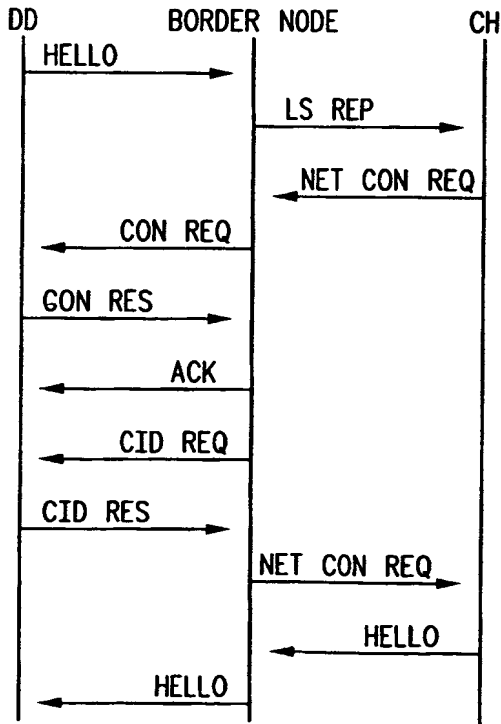 DD BORDER NODE CH
HELLO
LS REP
NET CON REQ
CON REQ
GON RES
ACK
CID REQ
CID RES
NET CON REQ
HELLO
HELLO